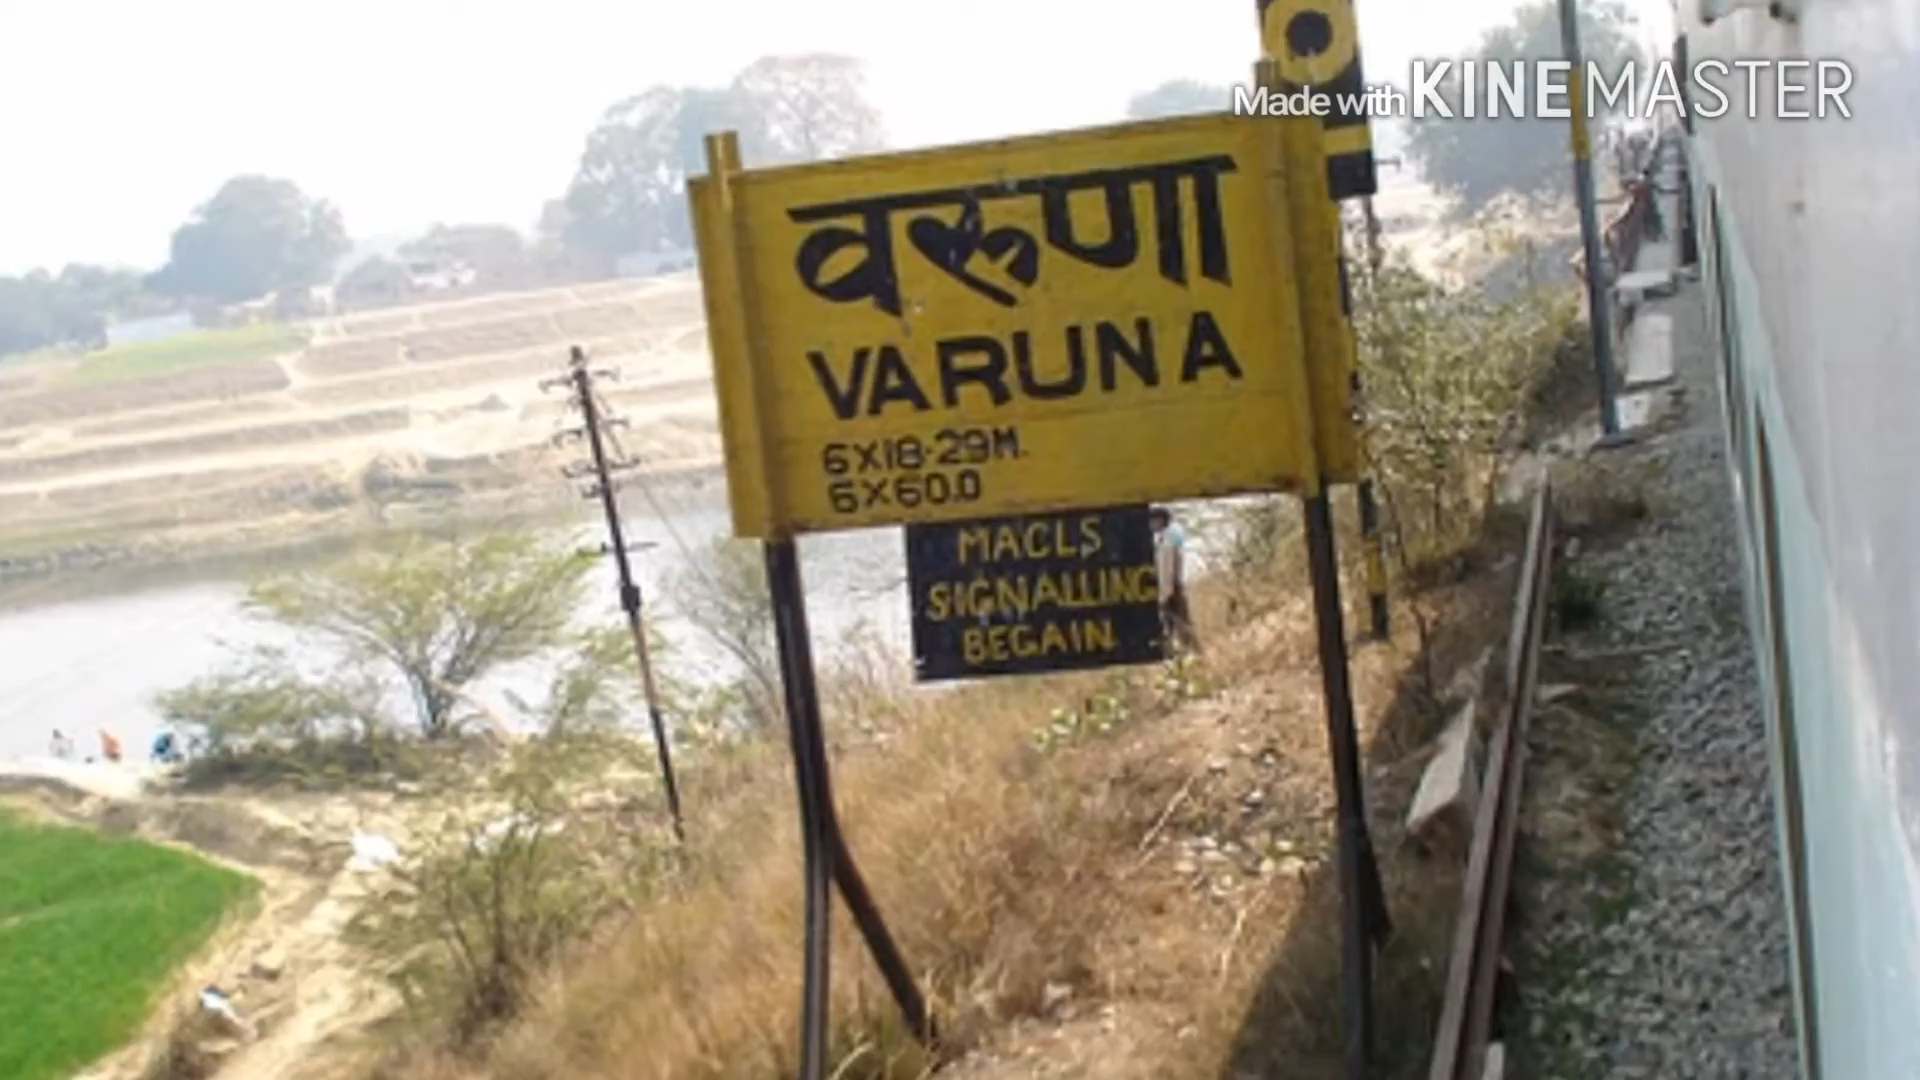 Made with KINEMASTER
वरुणा
VARUNA
6X18·29M.
6X60.0
MACLS
SIGNALLING
BEGAIN